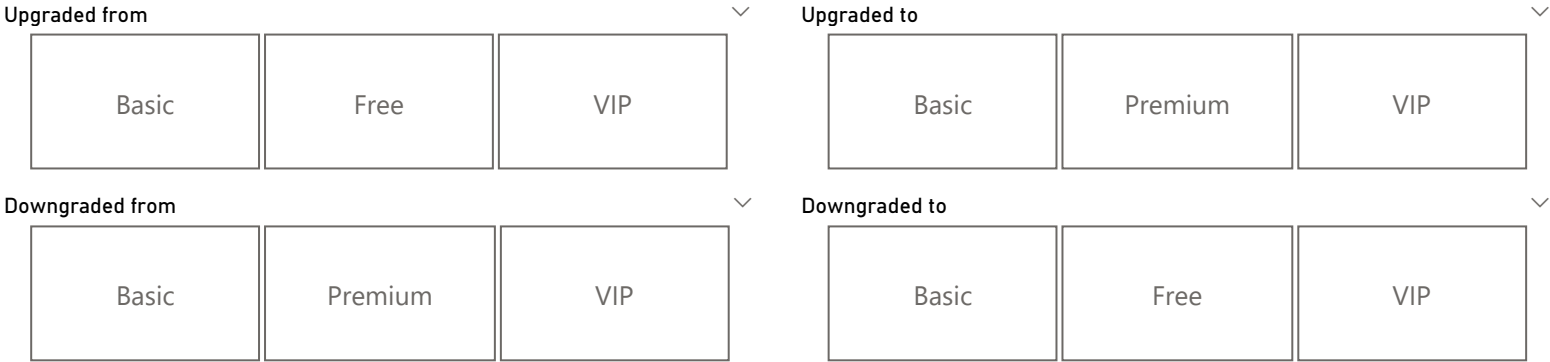 Upgraded from
Upgraded to
Basic Free VIP
Basic Premium VIP
Downgraded from
Downgraded to
Basic Premium VIP
Basic Free VIP